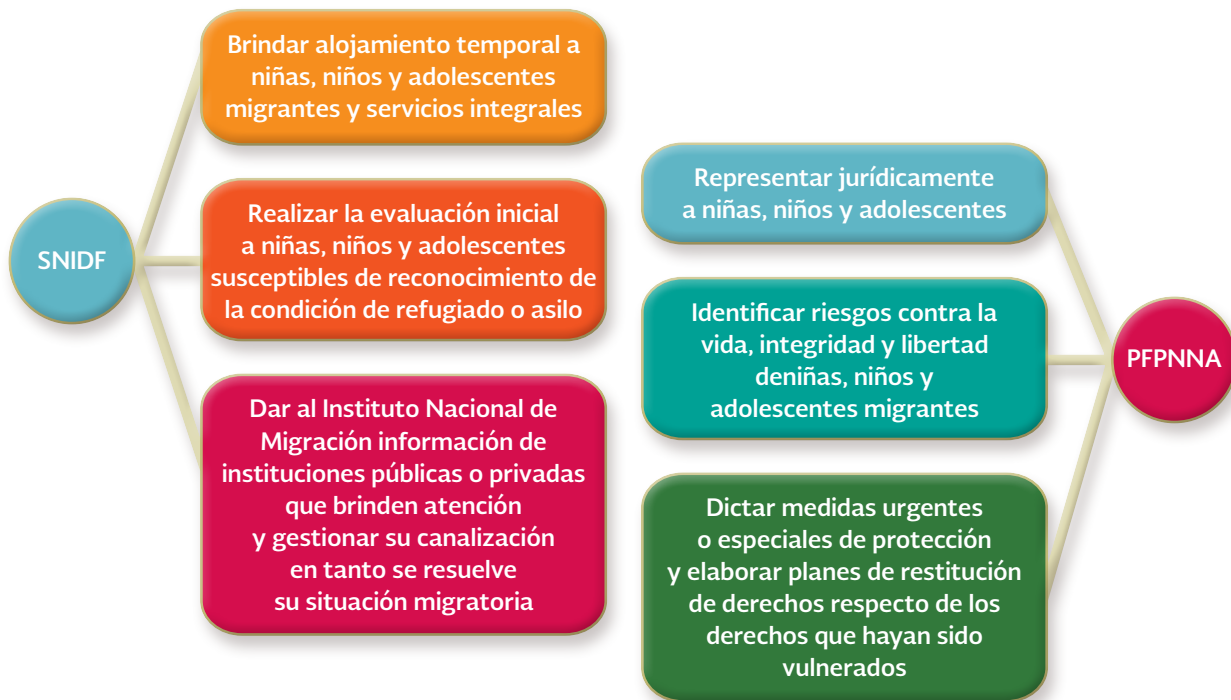 SNIDF
Brindar alojamiento temporal a
niñas, niños y adolescentes
migrantes y servicios integrales
Realizar la evaluación inicial
a niñas, niños y adolescentes
susceptibles de reconocimiento de
la condición de refugiado o asilo
Dar al Instituto Nacional de
Migración información de
instituciones públicas o privadas
que brinden atención
y gestionar su canalización
en tanto se resuelve
su situación migratoria
Representar jurídicamente
a niñas, niños y adolescentes
Identificar riesgos contra la
vida, integridad y libertad
deniñas, niños y
adolescentes migrantes
Dictar medidas urgentes
o especiales de protección
y elaborar planes de restitución
de derechos respecto de los
derechos que hayan sido
vulnerados
PFPNNA